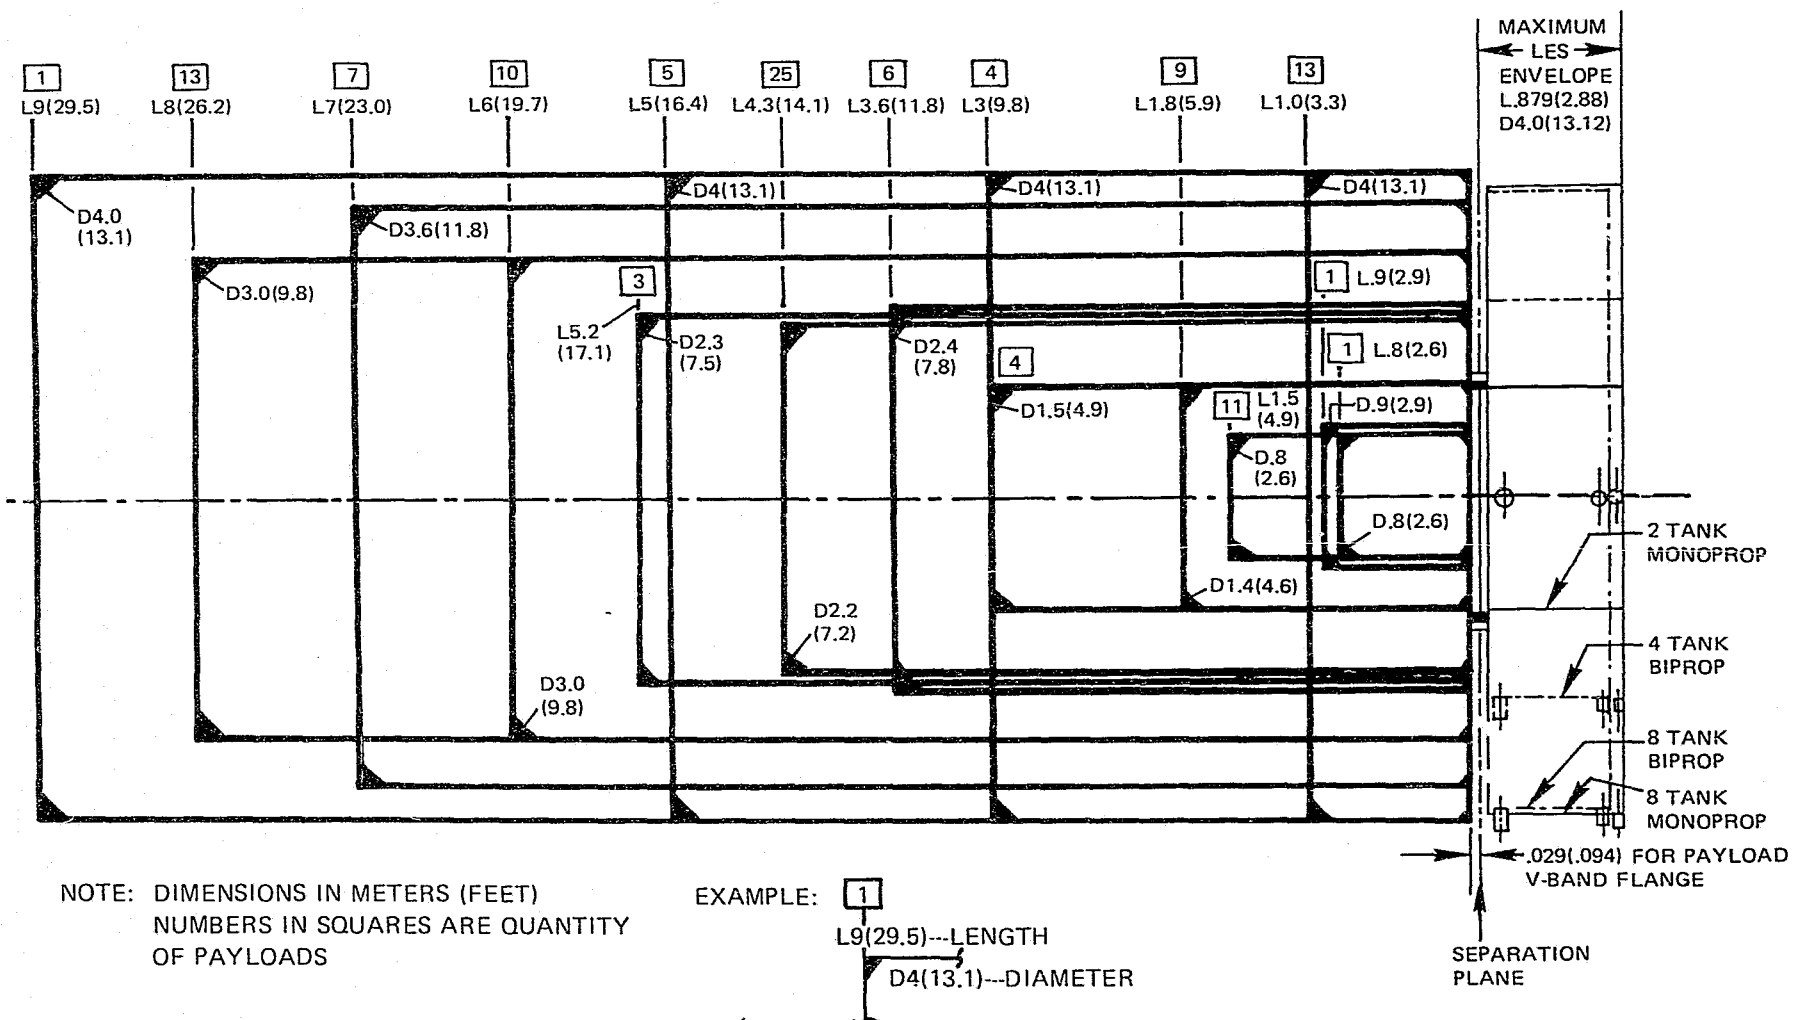 MAXIMUM
LES
ENVELOPE
L.879(2.88)
D4.0(13.12)
1
13
7
10
5
25
6
4
9
13
L9(29.5)
L8(26.2)
L7(23.0)
L6(19.7)
L5(16.4)
L4.3(14.1)
L3.6(11.8)
L3(9.8)
L1.8(5.9)
L1.0(3.3)
D4(13.1)
D4(13.1)
D4(13.1)
D4.0
(13.1)
D3.6(11.8)
D3.0(9.8)
3
L5.2
(17.1)
D2.3
(7.5)
D2.4
(7.8)
1
L.9(2.9)
1
L.8(2.6)
4
D1.5(4.9)
11
L1.5
(4.9)
D.9(2.9)
D.8
(2.6)
D.8(2.6)
D1.4(4.6)
D2.2
(7.2)
D3.0
(9.8)
2 TANK
MONOPROP
4 TANK
BIPROP
8 TANK
BIPROP
8 TANK
MONOPROP
.029(.094) FOR PAYLOAD
V-BAND FLANGE
SEPARATION
PLANE
NOTE: DIMENSIONS IN METERS (FEET)
NUMBERS IN SQUARES ARE QUANTITY
OF PAYLOADS
EXAMPLE:
1
L9(29.5)---LENGTH
D4(13.1)---DIAMETER